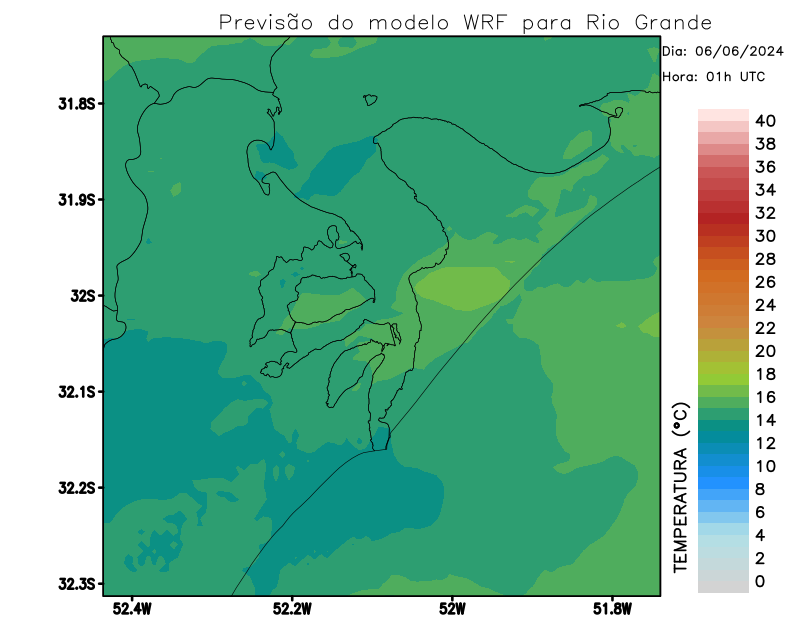 Previsão do modelo WRF para Rio Grande
Dia: 06/06/2024
Hora: 01h UTC
31.8S
31.9S
32S
32.1S
32.2S
32.3S
52.4W
52.2W
52W
51.8W
TEMPERATURA (°C)
40
38
36
34
32
30
28
26
24
22
20
18
16
14
12
10
8
6
4
2
0